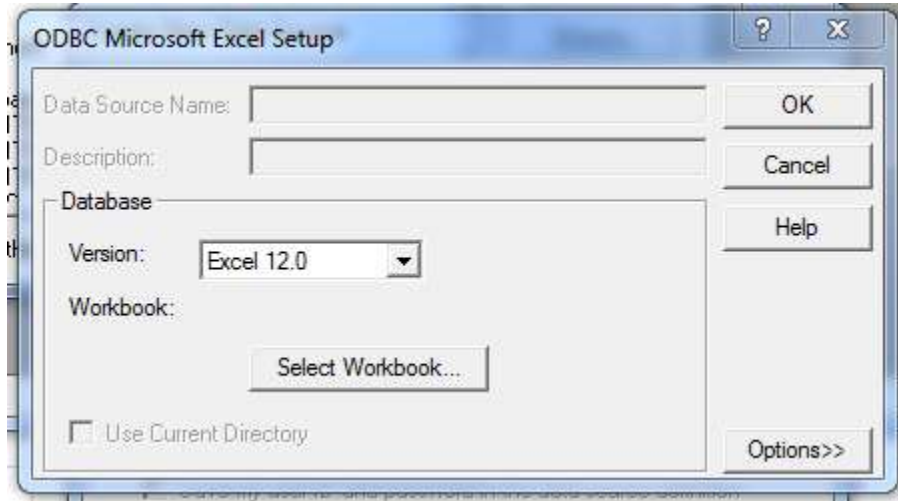 ODBC Microsoft Excel Setup
Data Source Name:
OK
Description:
Cancel
Database
Help
Version:
Excel 12.0
Workbook:
Select Workbook...
Use Current Directory
Options>>